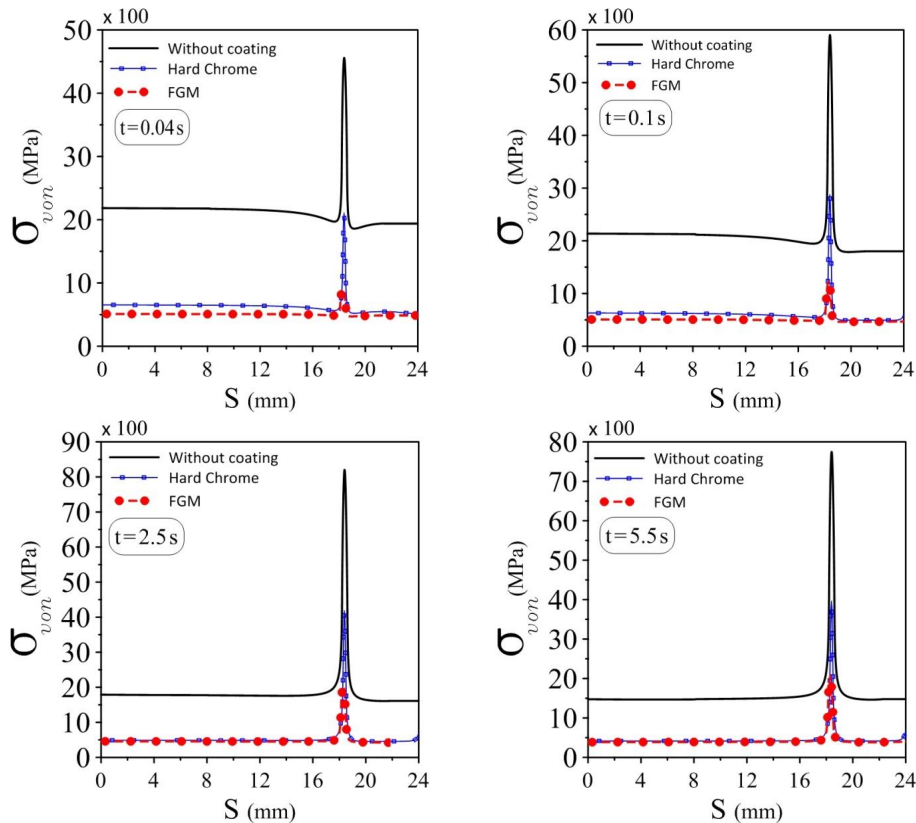 x 100
50
40
30
20
10
0
σvon (MPa)
Without coating
Hard Chrome
FGM
t=0.04s
0 4 8 12 16 20 24
S (mm)
x 100
60
50
40
30
20
10
0
σvon (MPa)
Without coating
Hard Chrome
FGM
t=0.1s
0 4 8 12 16 20 24
S (mm)
x 100
90
80
70
60
50
40
30
20
10
0
σvon (MPa)
Without coating
Hard Chrome
FGM
t=2.5s
0 4 8 12 16 20 24
S (mm)
x 100
80
70
60
50
40
30
20
10
0
σvon (MPa)
Without coating
Hard Chrome
FGM
t=5.5s
0 4 8 12 16 20 24
S (mm)